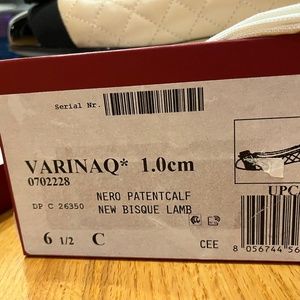 Serial Nr.
VARINAQ* 1.0cm
0702228
NERO PATENTCALF
DP C 26350
NEW BISQUE LAMB
UPC
6 1/2 C
CEE
8 056744 56